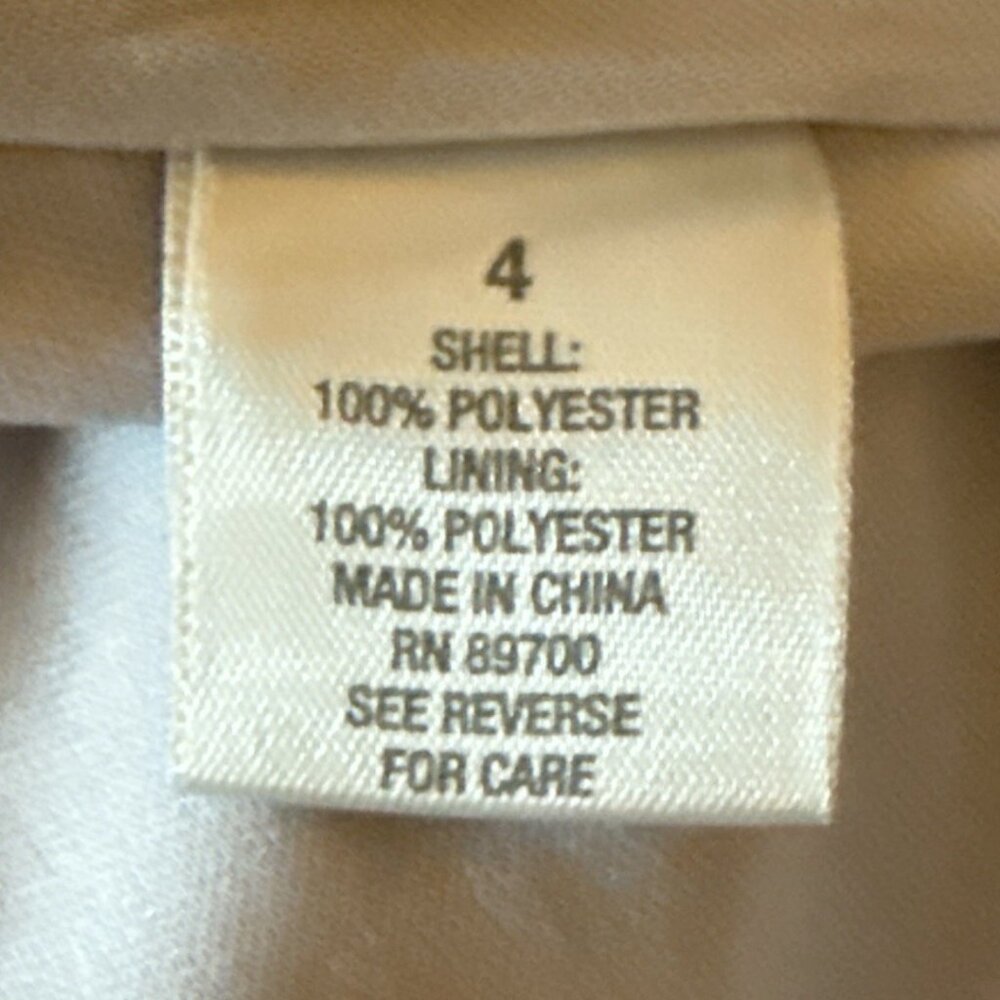 4
SHELL:
100% POLYESTER
LINING:
100% POLYESTER
MADE IN CHINA
RN 89700
SEE REVERSE
FOR CARE